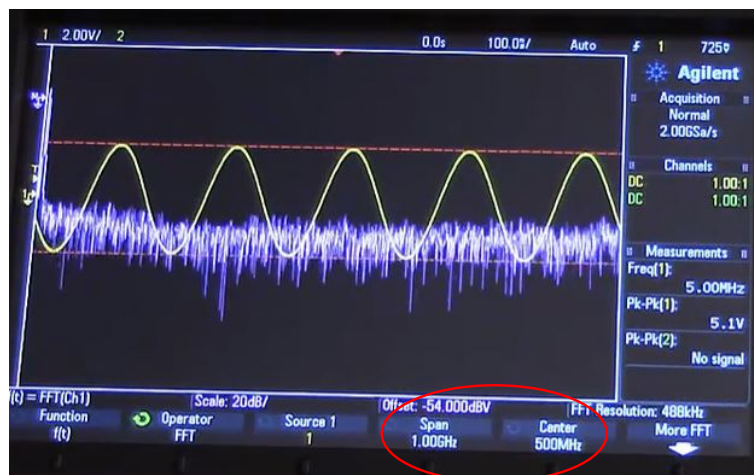 1 2.00V/ 2 0.0s 100.0%/ Auto 1 725
Agilent
Acquisition
Normal
2.00GSa/s
Channels
DC 1.00:1
DC 1.00:1
Measurements
Freq(1):
5.00MHz
Pk-Pk(1):
5.1V
Pk-Pk(2):
No signal
f(t) = FFT(Ch1) Scale: 20dB/ Offset: -54.000dBV FFT Resolution: 488kHz
Function Operator Source 1 Span Center More FFT
f(t) FFT 1 1.00GHz 500MHz